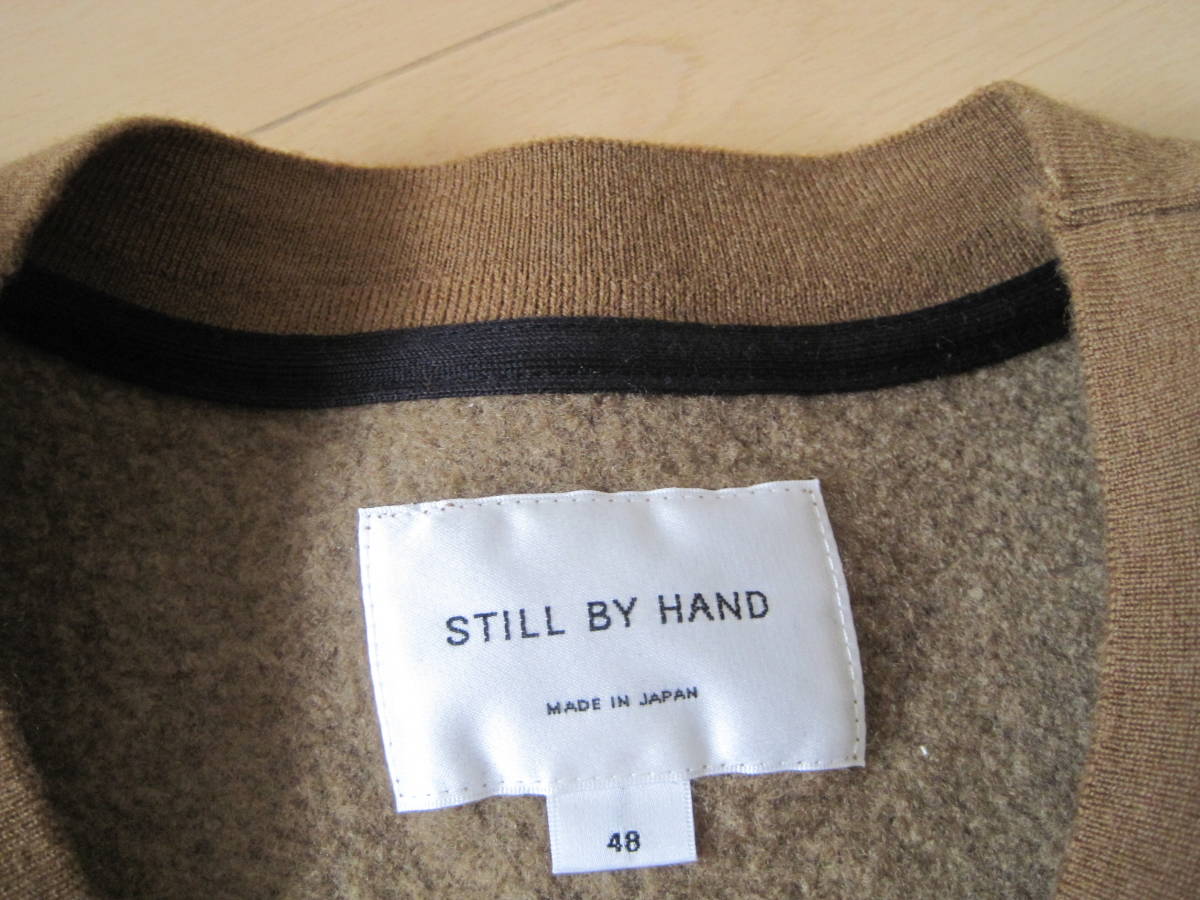 STILL BY HAND
MADE IN JAPAN
48